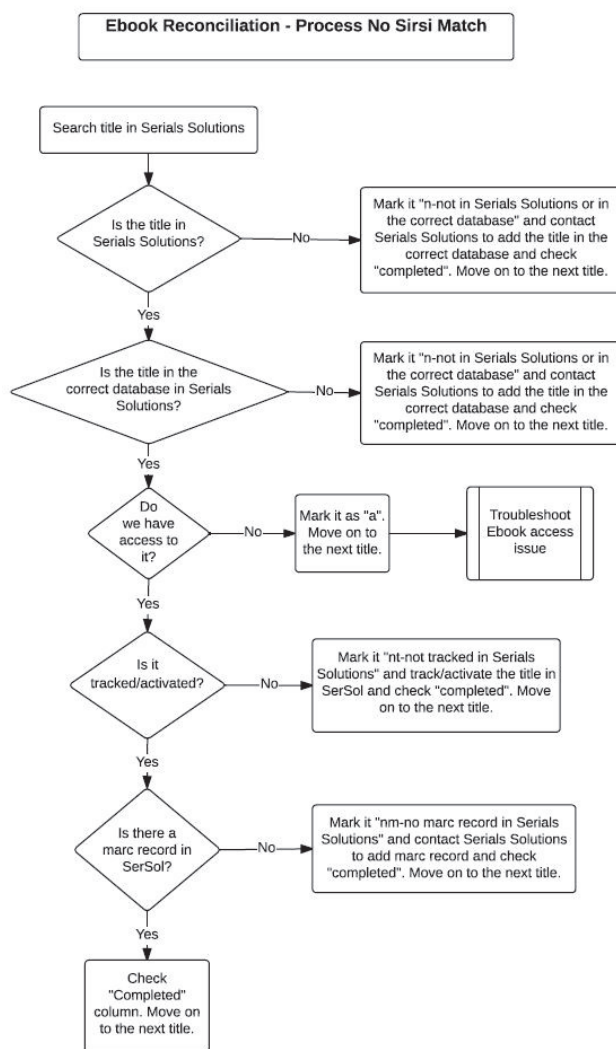 Ebook Reconciliation - Process No Sirsi Match
Search title in Serials Solutions
Is the title in
Serials Solutions?
No
Mark it "n-not in Serials Solutions or in
the correct database" and contact
Serials Solutions to add the title in the
correct database and check
"completed". Move on to the next title.
Yes
Is the title in the
correct database in Serials
Solutions?
No
Mark it "n-not in Serials Solutions or in
the correct database" and contact
Serials Solutions to add the title in the
correct database and check
"completed". Move on to the next title.
Yes
Do
we have
access to
it?
No
Mark it as "a".
Move on to
the next title.
Troubleshoot
Ebook access
issue
Yes
Is it
tracked/activated?
No
Mark it "nt-not tracked in Serials
Solutions" and track/activate the title in
SerSol and check "completed". Move
on to the next title.
Yes
Is there a
marc record in
SerSol?
No
Mark it "nm-no marc record in Serials
Solutions" and contact Serials Solutions
to add marc record and check
"completed". Move on to the next title.
Yes
Check
"Completed"
column. Move on
to the next title.